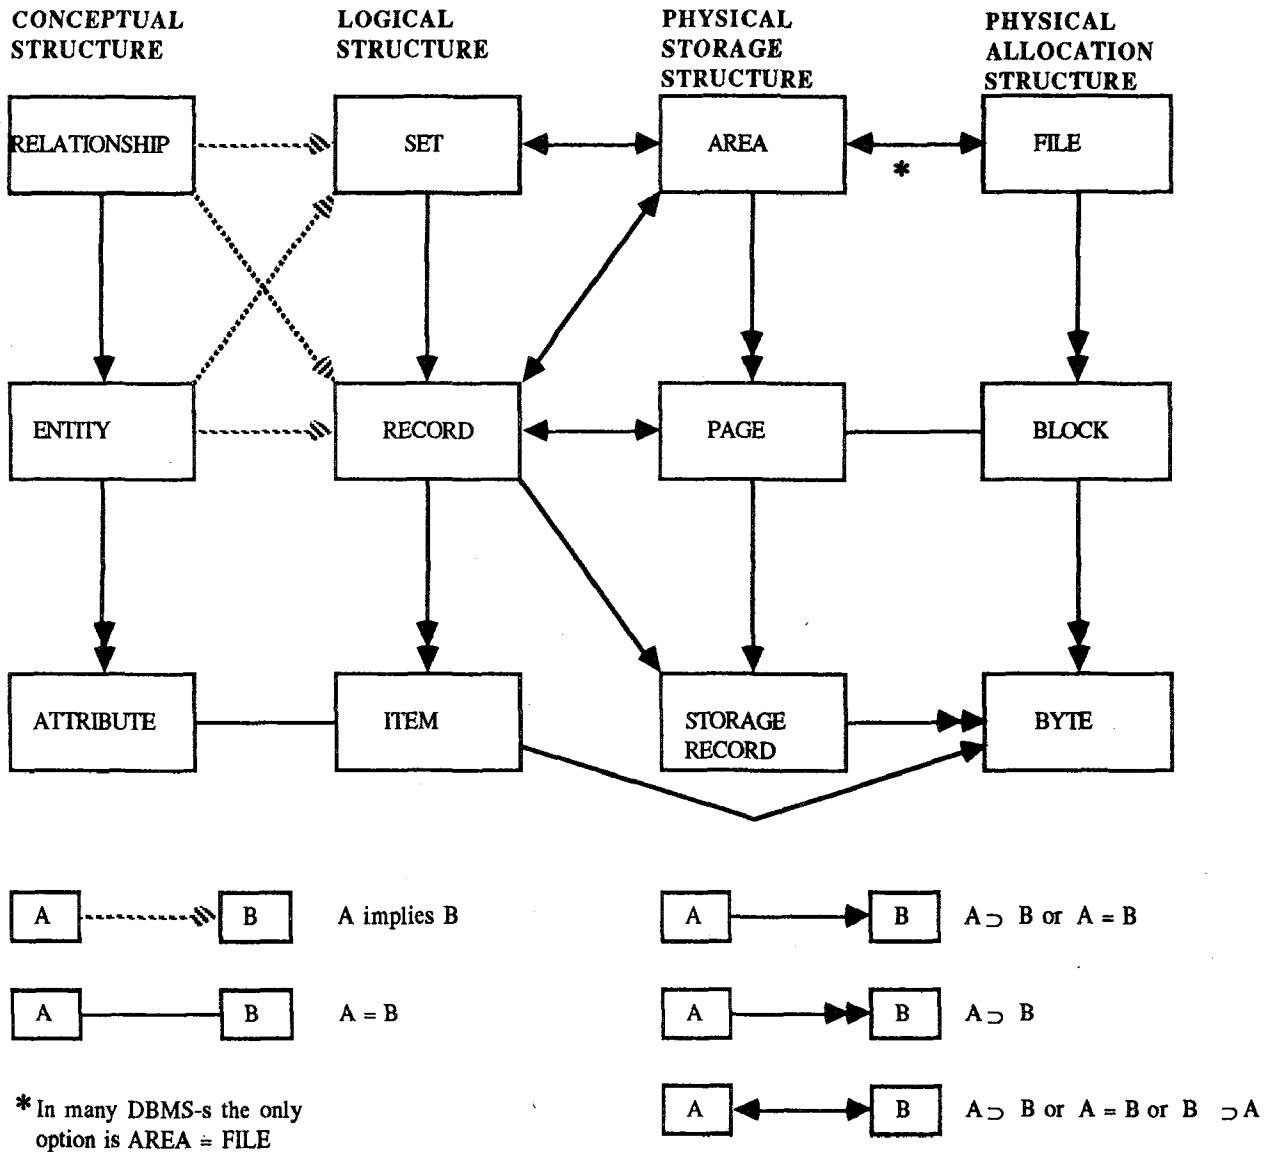 CONCEPTUAL
STRUCTURE
LOGICAL
STRUCTURE
PHYSICAL
STORAGE
STRUCTURE
PHYSICAL
ALLOCATION
STRUCTURE
RELATIONSHIP
SET
AREA
FILE
*
ENTITY
RECORD
PAGE
BLOCK
ATTRIBUTE
ITEM
STORAGE
RECORD
BYTE
A B A implies B
A B A ⊃ B or A = B
A B A = B
A B A ⊃ B
A B A ⊃ B or A = B or B ⊃ A
* In many DBMS-s the only
option is AREA = FILE